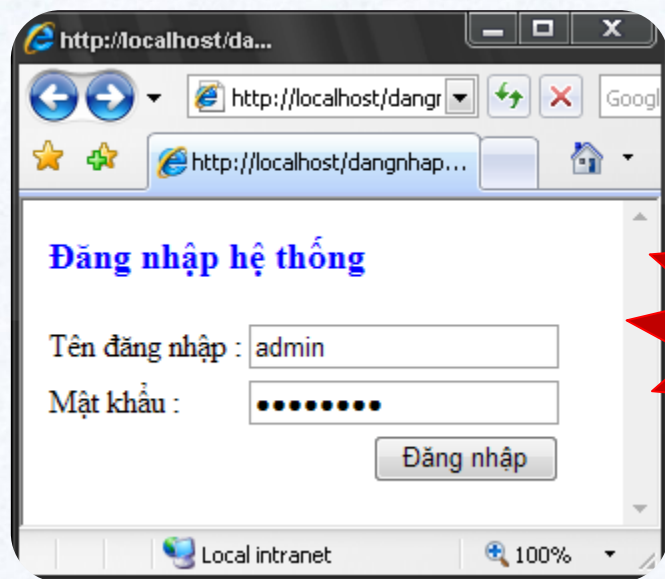 http://localhost/da...
http://localhost/dangr
Googl
http://localhost/dangnhap...
Đăng nhập hệ thống
Tên đăng nhập : admin
Mật khẩu : ••••••••
Đăng nhập
Local intranet 100%